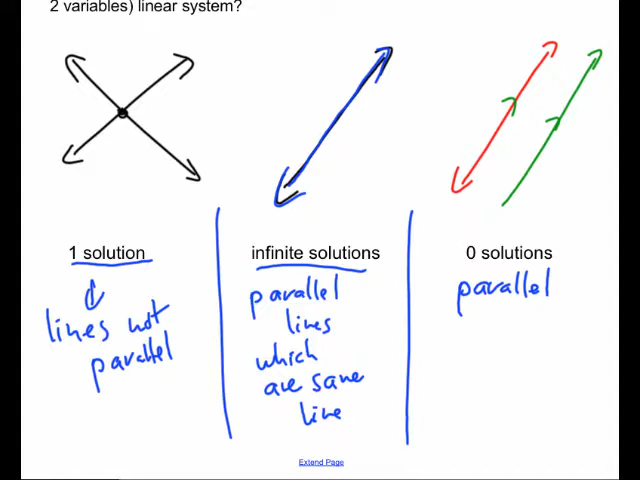 2 variables) linear system?
1 solution
infinite solutions
0 solutions
lines not
parallel
parallel
lines
which
are same
line
parallel
Extend Page